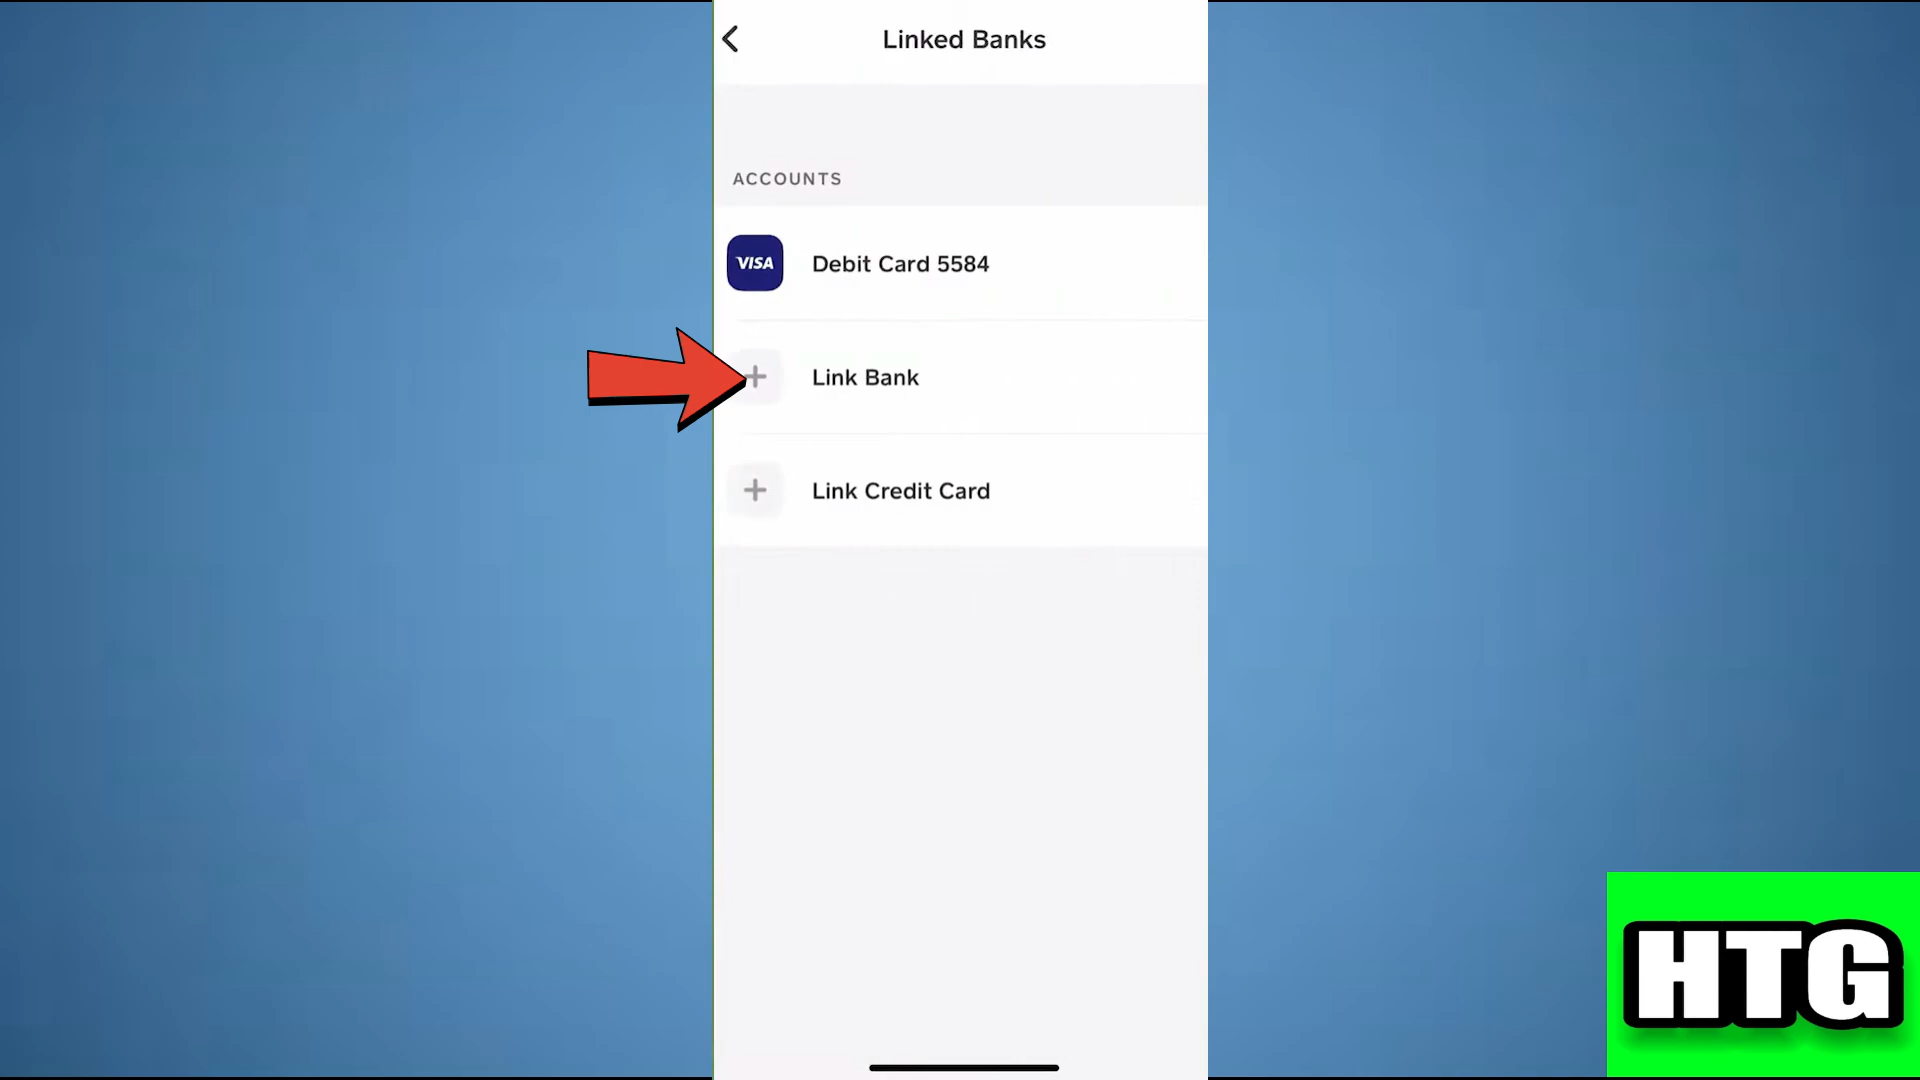 Linked Banks
ACCOUNTS
VISA
Debit Card 5584
Link Bank
Link Credit Card
HTG